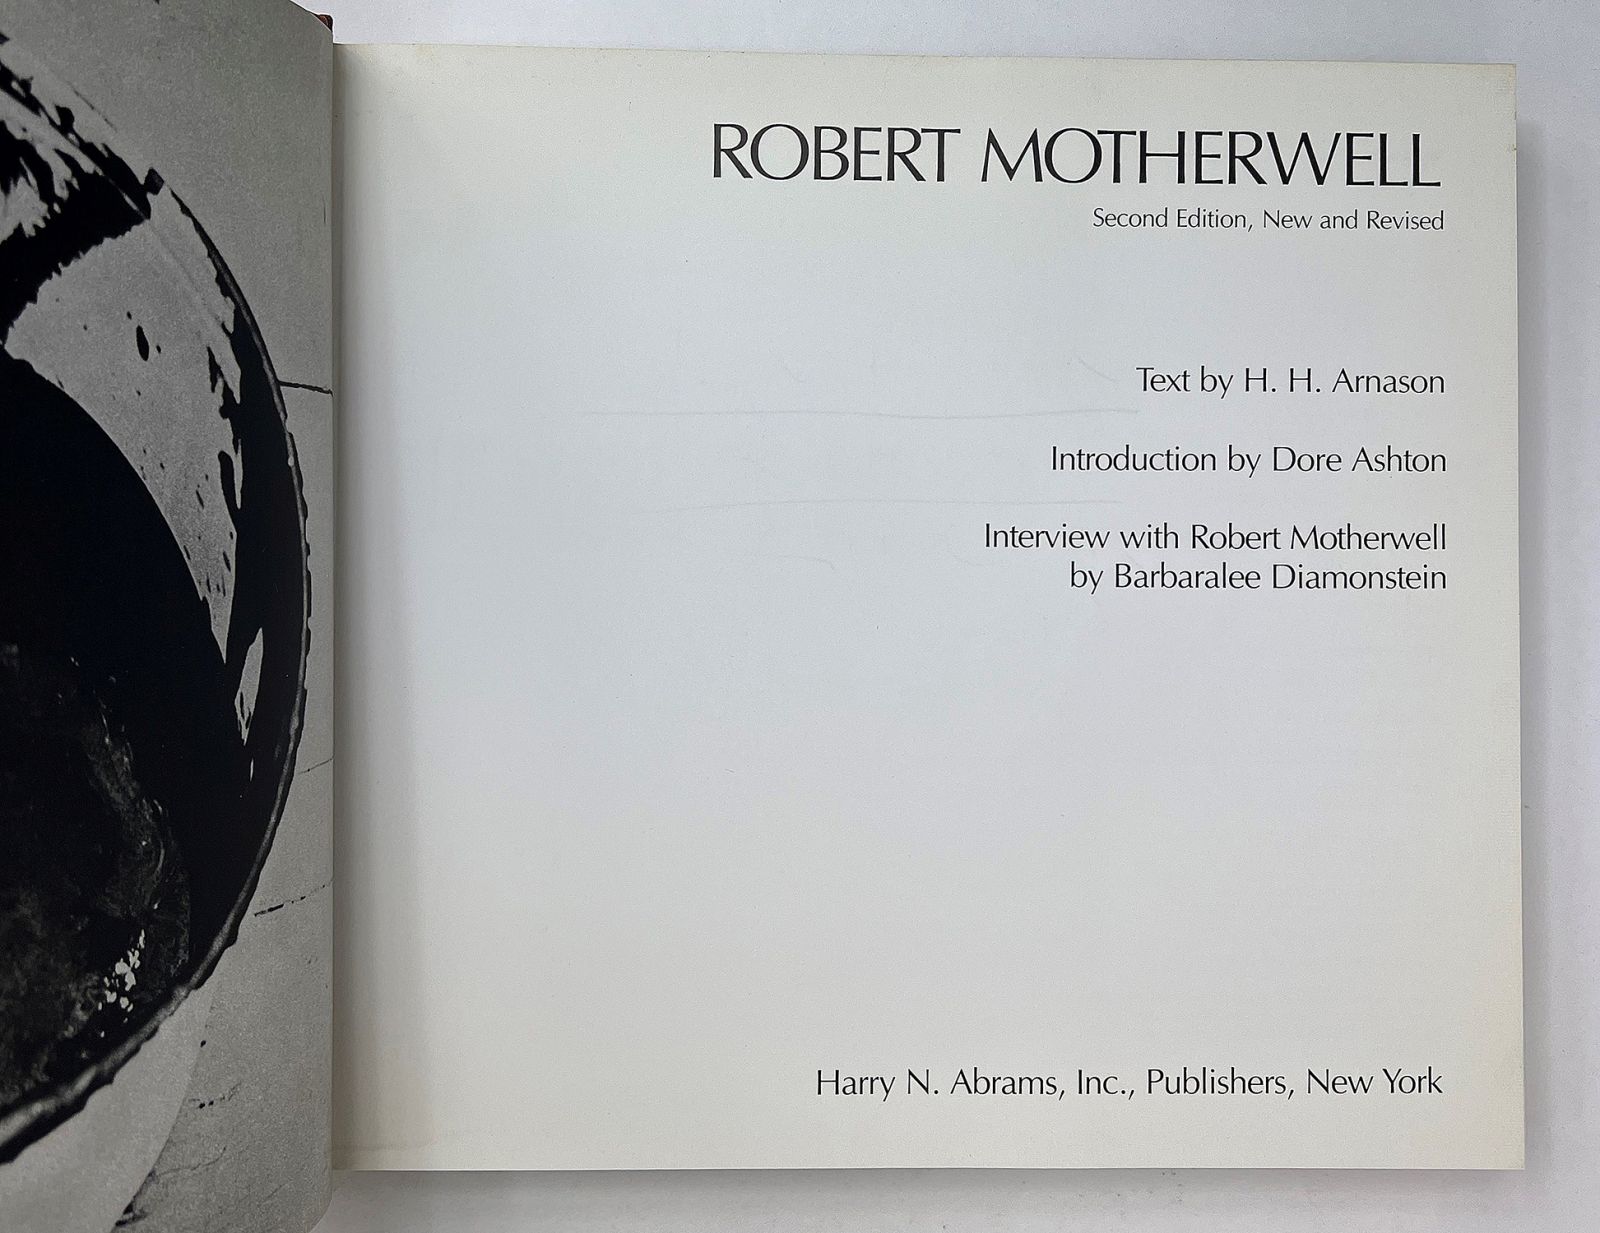 ROBERT MOTHERWELL
Second Edition, New and Revised
Text by H. H. Arnason
Introduction by Dore Ashton
Interview with Robert Motherwell
by Barbaralee Diamonstein
Harry N. Abrams, Inc., Publishers, New York